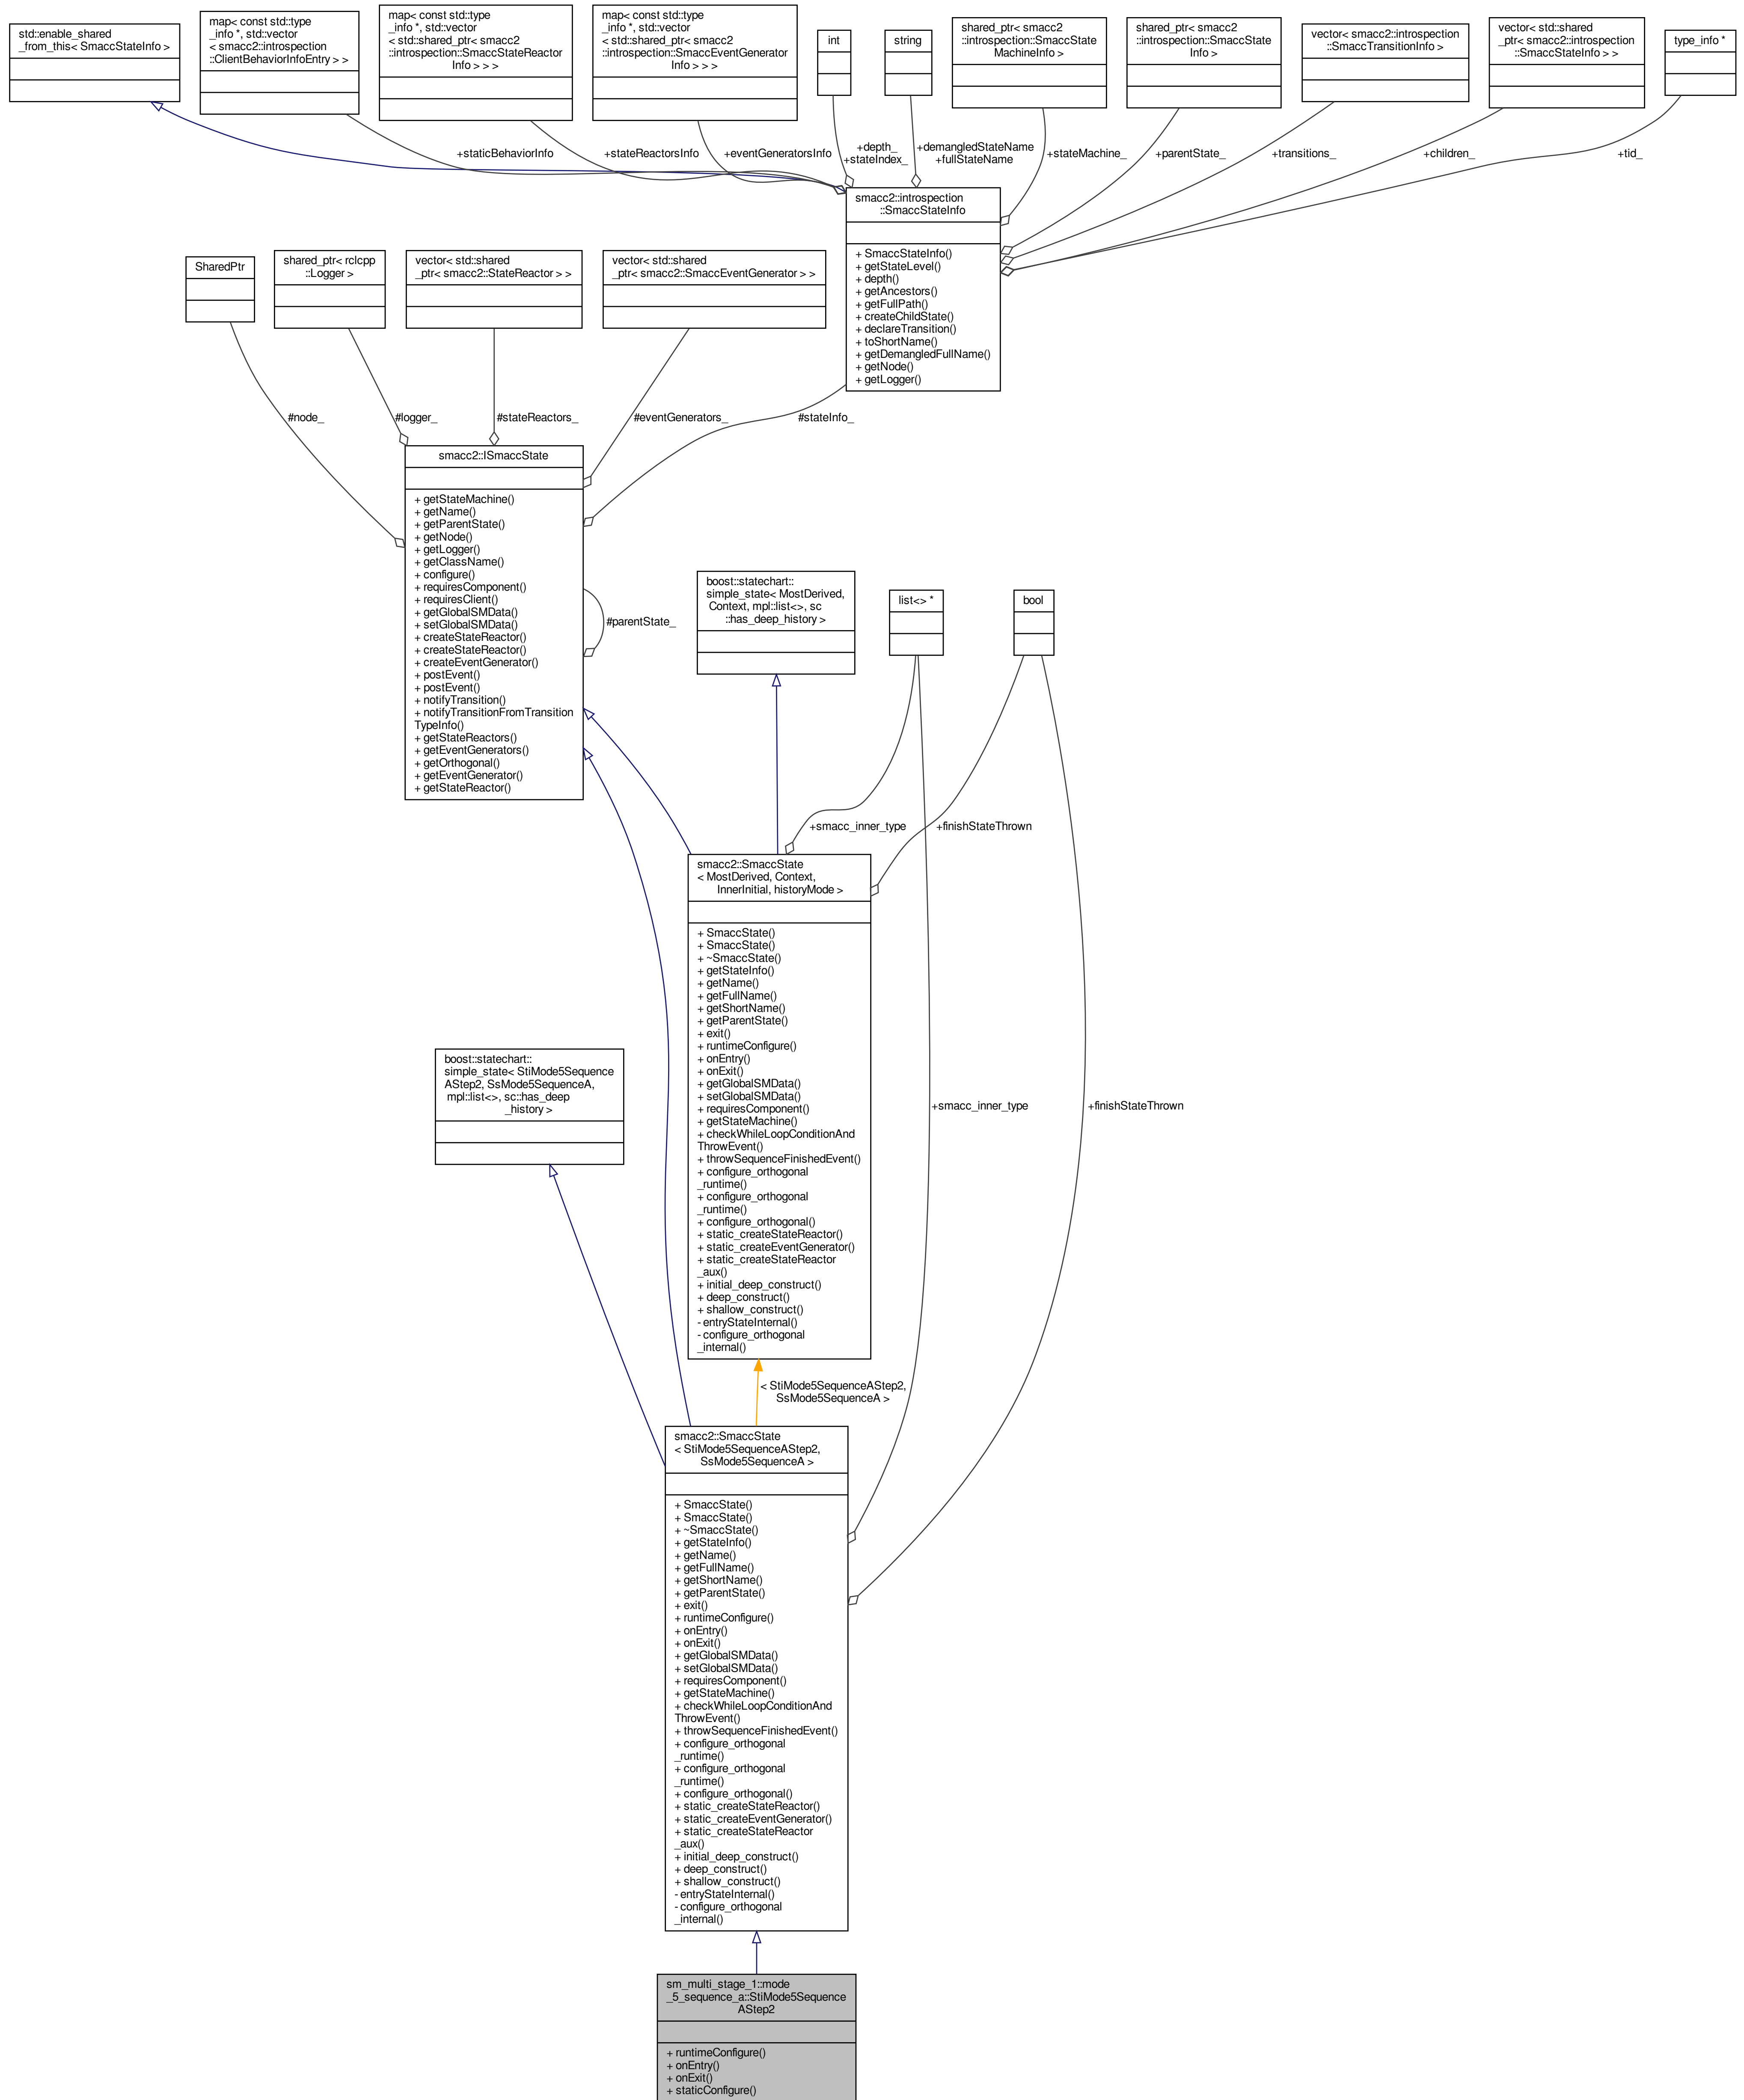 std::enable_shared
_from_this< SmaccStateInfo >
map< const std::type
_info *, std::vector
< smacc2::introspection
::ClientBehaviorInfoEntry > >
map< const std::type
_info *, std::vector
< std::shared_ptr< smacc2
::introspection::SmaccStateReactor
Info > > >
map< const std::type
_info *, std::vector
< std::shared_ptr< smacc2
::introspection::SmaccEventGenerator
Info > > >
int
string
shared_ptr< smacc2
::introspection::SmaccState
MachineInfo >
shared_ptr< smacc2
::introspection::SmaccState
Info >
vector< smacc2::introspection
::SmaccTransitionInfo >
vector< std::shared
_ptr< smacc2::introspection
::SmaccStateInfo > >
type_info *
+staticBehaviorInfo
+stateReactorsInfo
+eventGeneratorsInfo
+depth_
+stateIndex_
+demangledStateName
+fullStateName
+stateMachine_
+parentState_
+transitions_
+children_
+tid_
smacc2::introspection
::SmaccStateInfo
+ SmaccStateInfo()
+ getStateLevel()
+ depth()
+ getAncestors()
+ getFullPath()
+ createChildState()
+ declareTransition()
+ toShortName()
+ getDemangledFullName()
+ getNode()
+ getLogger()
SharedPtr
shared_ptr< rclcpp
::Logger >
vector< std::shared
_ptr< smacc2::StateReactor > >
vector< std::shared
_ptr< smacc2::SmaccEventGenerator > >
#node_
#logger_
#stateReactors_
#eventGenerators_
#stateInfo_
smacc2::ISmaccState
+ getStateMachine()
+ getName()
+ getParentState()
+ getNode()
+ getLogger()
+ getClassName()
+ configure()
+ requiresComponent()
+ requiresClient()
+ getGlobalSMData()
+ setGlobalSMData()
+ createStateReactor()
+ createStateReactor()
+ createEventGenerator()
+ postEvent()
+ postEvent()
+ notifyTransition()
+ notifyTransitionFromTransition
TypeInfo()
+ getStateReactors()
+ getEventGenerators()
+ getOrthogonal()
+ getEventGenerator()
+ getStateReactor()
#parentState_
boost::statechart::
simple_state< MostDerived,
Context, mpl::list<>, sc
::has_deep_history >
list<> *
bool
+smacc_inner_type
+finishStateThrown
smacc2::SmaccState
< MostDerived, Context,
InnerInitial, historyMode >
+ SmaccState()
+ SmaccState()
+ ~SmaccState()
+ getStateInfo()
+ getName()
+ getFullName()
+ getShortName()
+ getParentState()
+ exit()
+ runtimeConfigure()
+ onEntry()
+ onExit()
+ getGlobalSMData()
+ setGlobalSMData()
+ requiresComponent()
+ getStateMachine()
+ checkWhileLoopConditionAnd
ThrowEvent()
+ throwSequenceFinishedEvent()
+ configure_orthogonal
_runtime()
+ configure_orthogonal
_runtime()
+ configure_orthogonal()
+ static_createStateReactor()
+ static_createEventGenerator()
+ static_createStateReactor
_aux()
+ initial_deep_construct()
+ deep_construct()
+ shallow_construct()
- entryStateInternal()
- configure_orthogonal
_internal()
boost::statechart::
simple_state< StiMode5Sequence
AStep2, SsMode5SequenceA,
mpl::list<>, sc::has_deep
_history >
+smacc_inner_type
+finishStateThrown
< StiMode5SequenceAStep2,
SsMode5SequenceA >
smacc2::SmaccState
< StiMode5SequenceAStep2,
SsMode5SequenceA >
+ SmaccState()
+ SmaccState()
+ ~SmaccState()
+ getStateInfo()
+ getName()
+ getFullName()
+ getShortName()
+ getParentState()
+ exit()
+ runtimeConfigure()
+ onEntry()
+ onExit()
+ getGlobalSMData()
+ setGlobalSMData()
+ requiresComponent()
+ getStateMachine()
+ checkWhileLoopConditionAnd
ThrowEvent()
+ throwSequenceFinishedEvent()
+ configure_orthogonal
_runtime()
+ configure_orthogonal
_runtime()
+ configure_orthogonal()
+ static_createStateReactor()
+ static_createEventGenerator()
+ static_createStateReactor
_aux()
+ initial_deep_construct()
+ deep_construct()
+ shallow_construct()
- entryStateInternal()
- configure_orthogonal
_internal()
sm_multi_stage_1::mode
_5_sequence_a::StiMode5Sequence
AStep2
+ runtimeConfigure()
+ onEntry()
+ onExit()
+ staticConfigure()